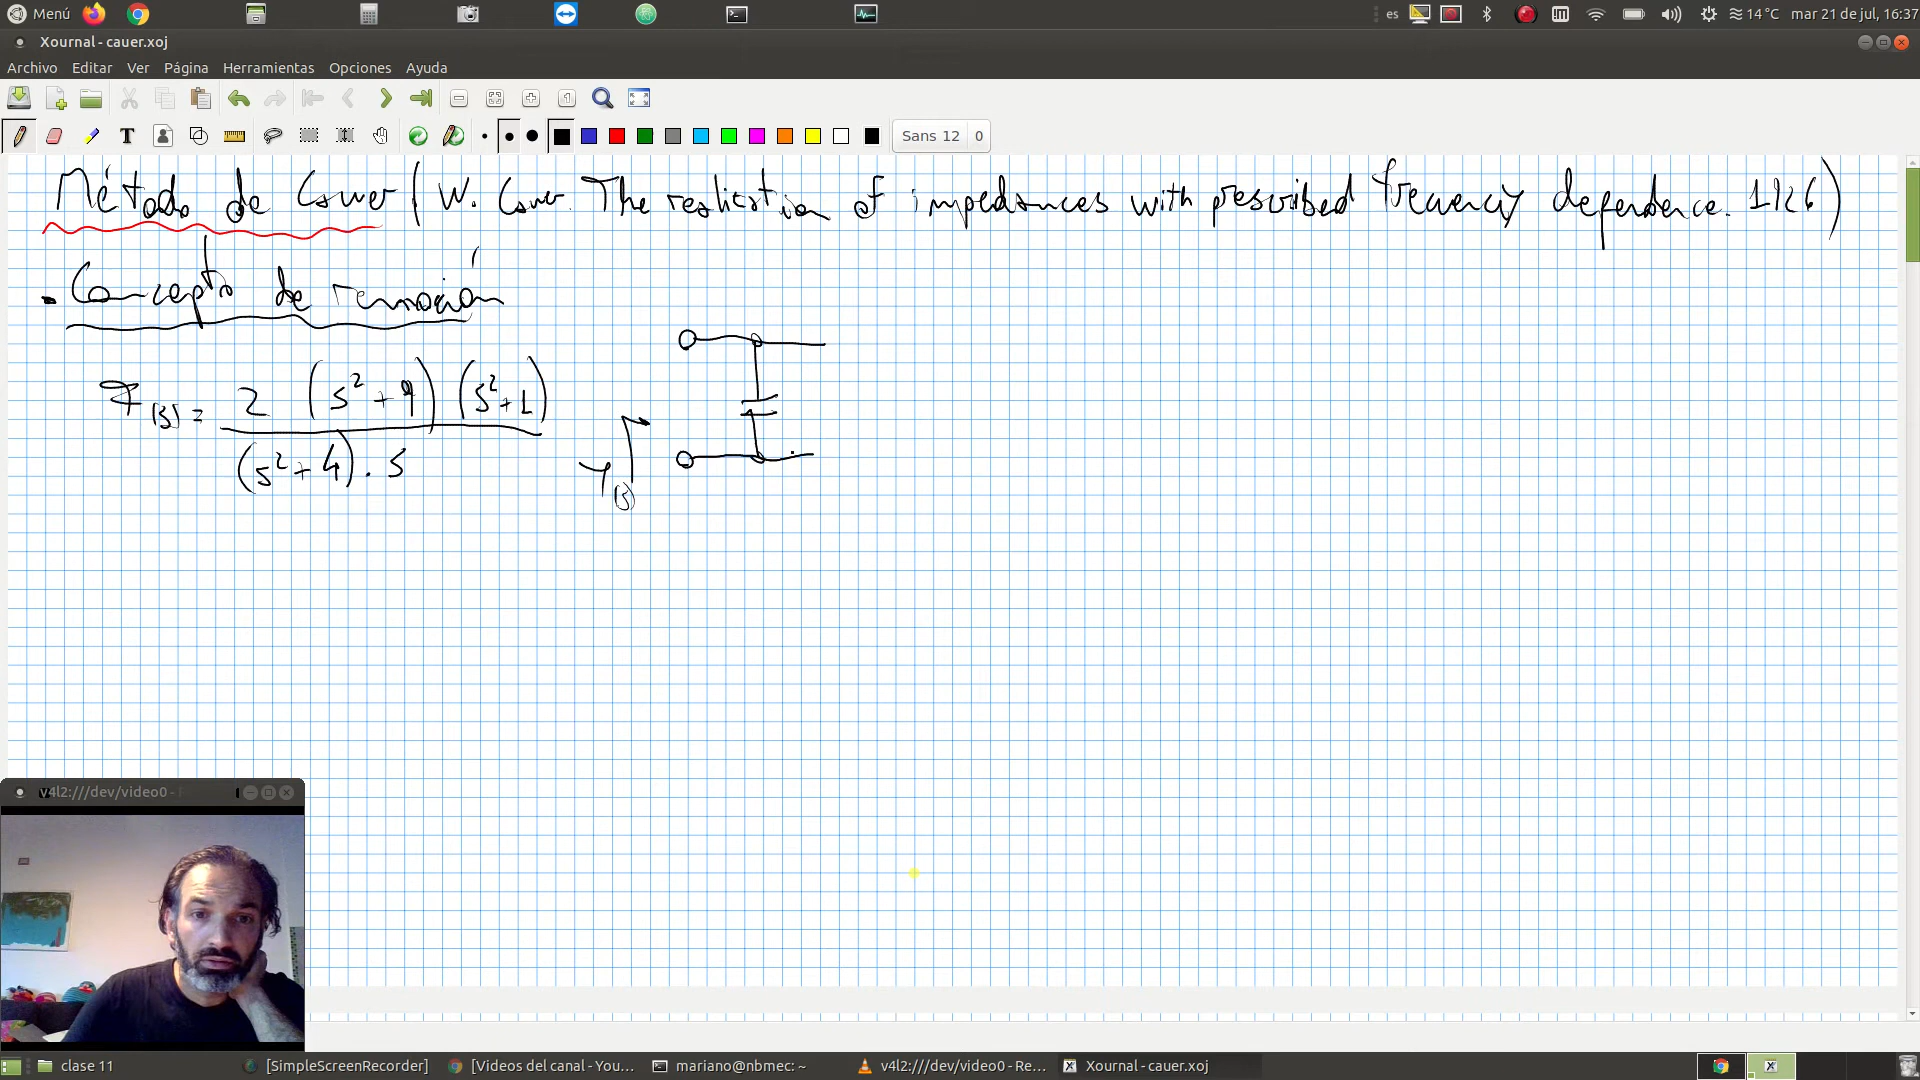 Menú
es
14 °C
mar 21 de jul, 16:37
Xournal - cauer.xoj
Archivo Editar Ver Página Herramientas Opciones Ayuda
Sans 12 0
Método de Cauer (W. Cauer. The realization of impedances with prescribed frequency dependence. 1926)
. Concepto de remoción
F(s) = 2 (s²+9) (s²+1)
(s²+4) . s
Y(s)
v4l2:///dev/video0 -
clase 11
[SimpleScreenRecorder]
[Videos del canal - You...
mariano@nbmec: ~
v4l2:///dev/video0 - Re...
Xournal - cauer.xoj